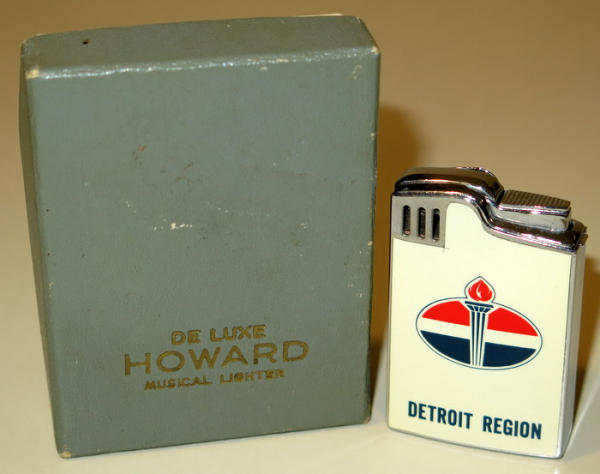 DE LUXE
HOWARD
MUSICAL LIGHTER
DETROIT REGION